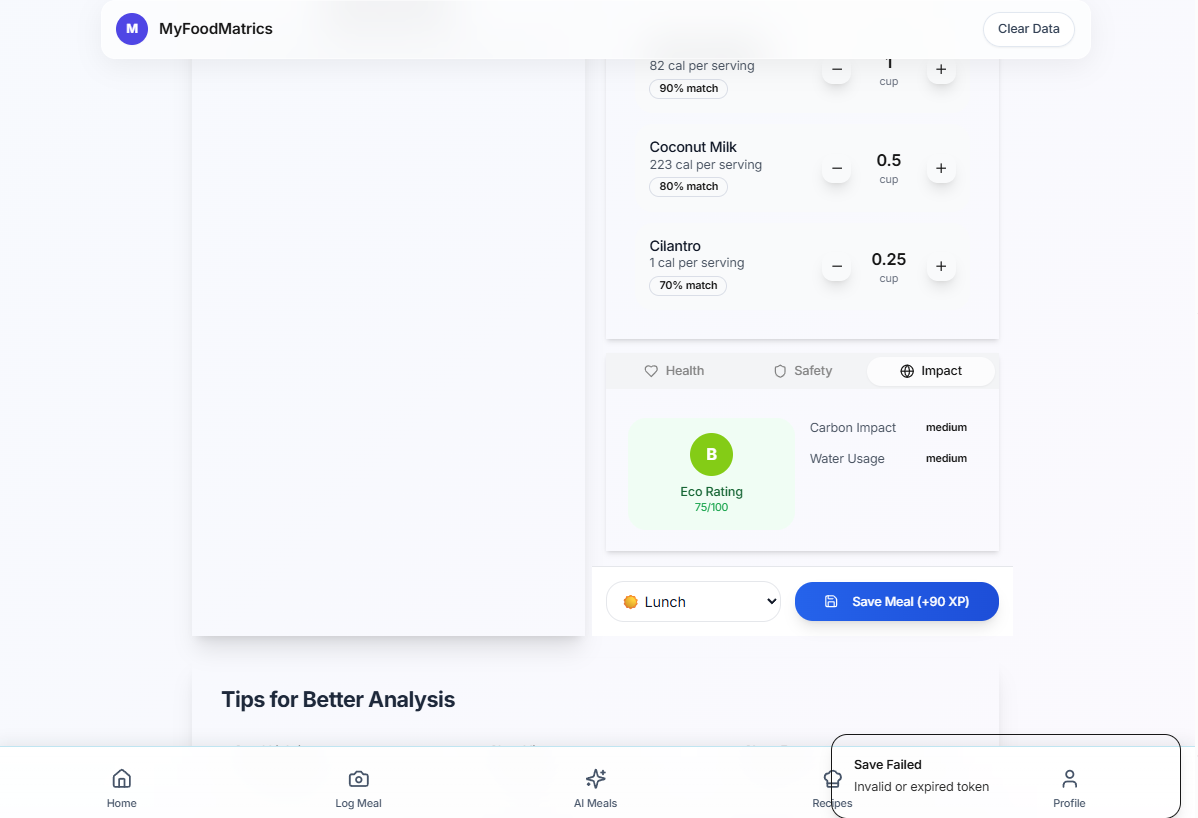 M MyFoodMatrics
Clear Data
82 cal per serving
90% match
− 1 +
cup
Coconut Milk
223 cal per serving
80% match
− 0.5 +
cup
Cilantro
1 cal per serving
70% match
− 0.25 +
cup
Health Safety Impact
B
Eco Rating
75/100
Carbon Impact medium
Water Usage medium
Lunch
Save Meal (+90 XP)
Tips for Better Analysis
Save Failed
Invalid or expired token
Home
Log Meal
AI Meals
Recipes
Profile